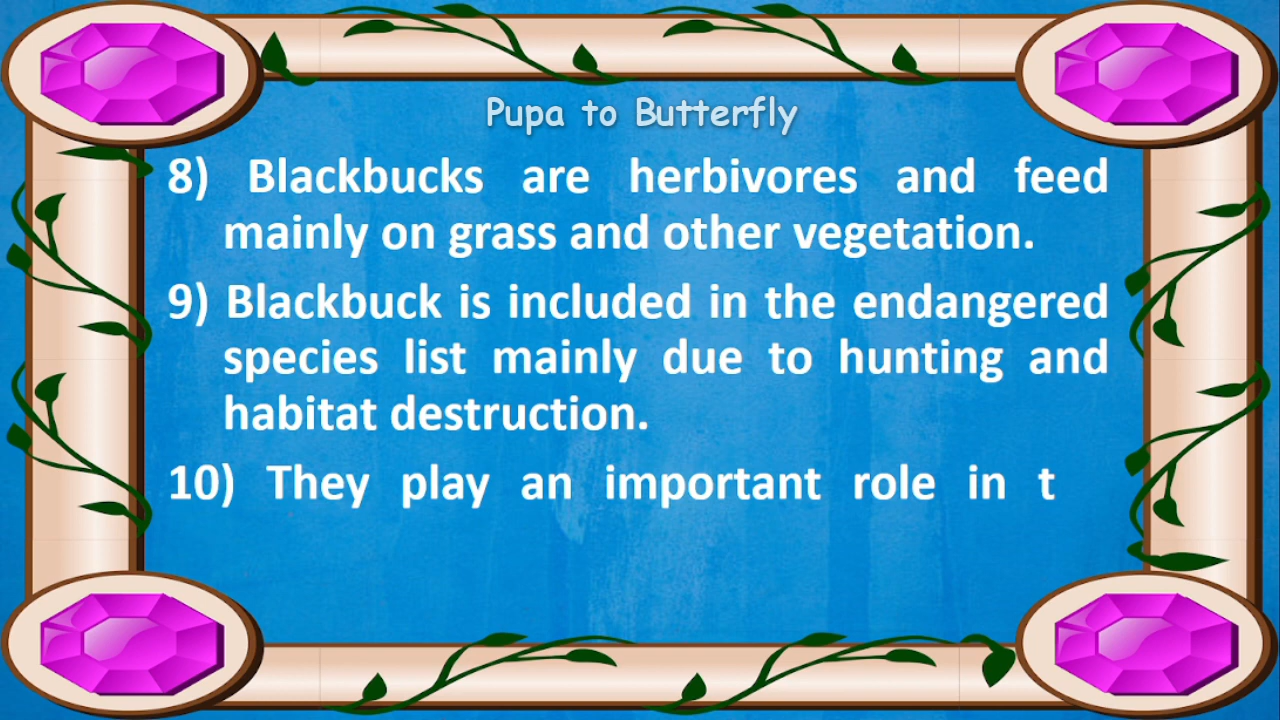 Pupa to Butterfly
8) Blackbucks are herbivores and feed
mainly on grass and other vegetation.
9) Blackbuck is included in the endangered
species list mainly due to hunting and
habitat destruction.
10) They play an important role in t